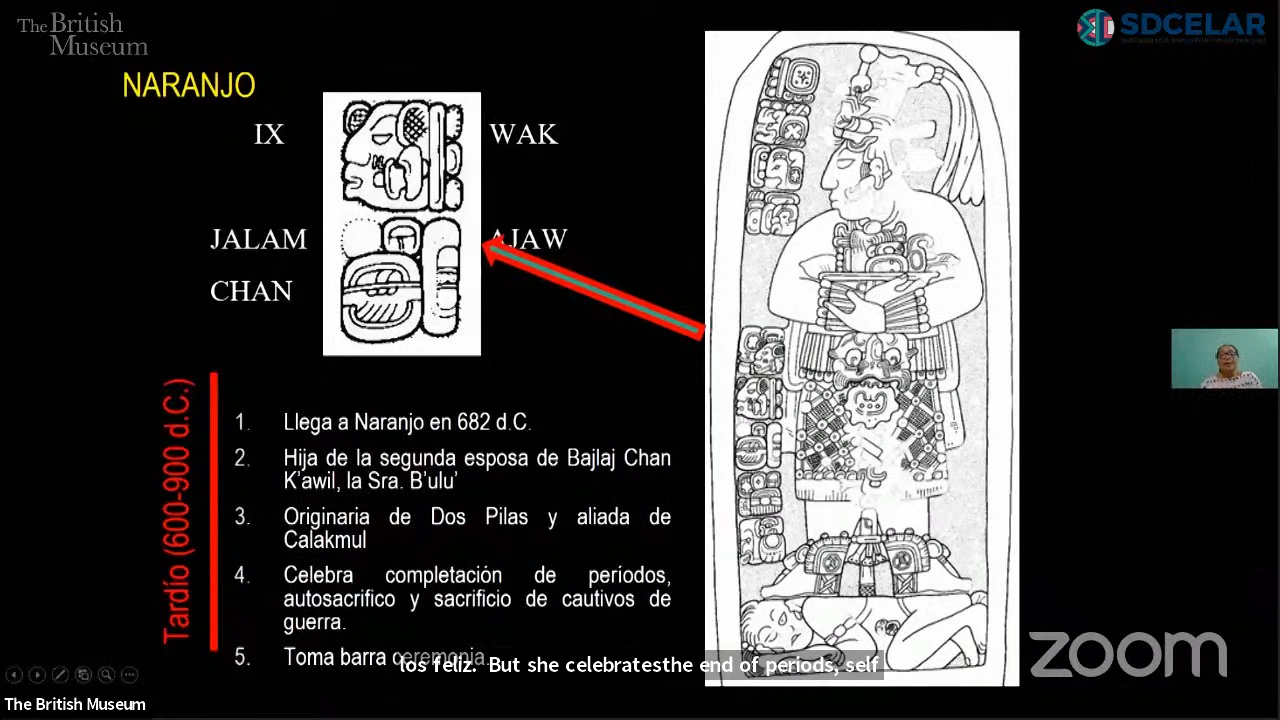 The British
Museum
SDCELAR
NARANJO
IX
WAK
JALAM
AJAW
CHAN
Tardío (600-900 d.C.)
1. Llega a Naranjo en 682 d.C.
2. Hija de la segunda esposa de Bajlaj Chan
K’awil, la Sra. B’ulu’
3. Originaria de Dos Pilas y aliada de
Calakmul
4. Celebra completación de periodos,
autosacrifico y sacrificio de cautivos de
guerra.
5. Toma barra ceremonia.
los feliz. But she celebratesthe end of periods, self
zoom
The British Museum